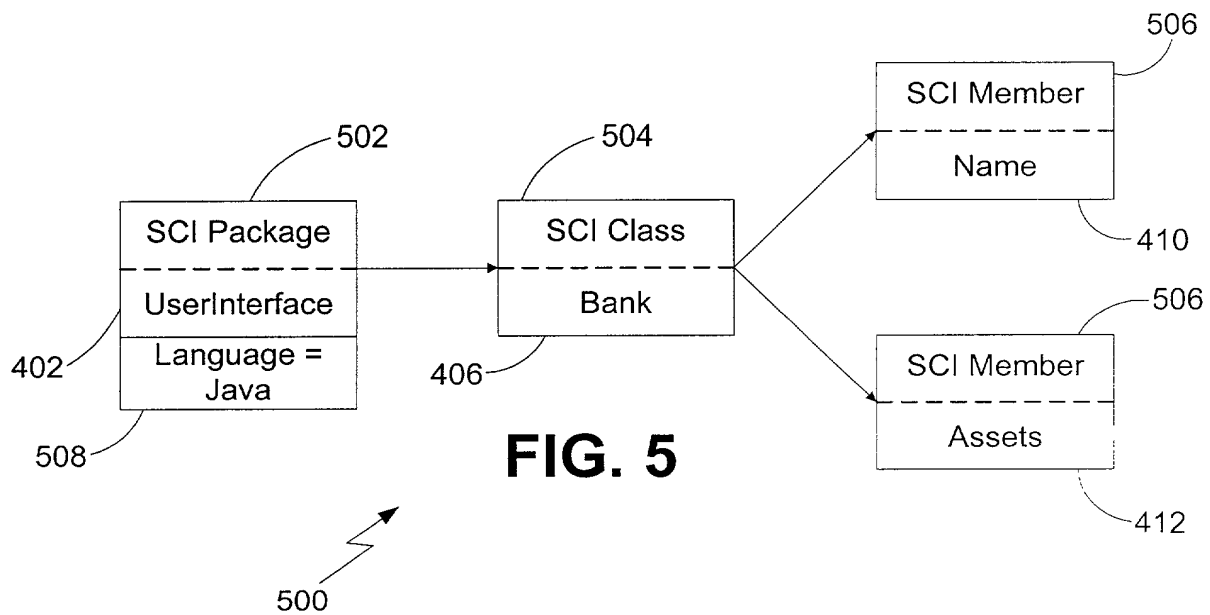 506
SCI Member
Name
410
502
504
SCI Package
SCI Class
UserInterface
Bank
402
Language =
Java
406
508
506
SCI Member
Assets
412
FIG. 5
500